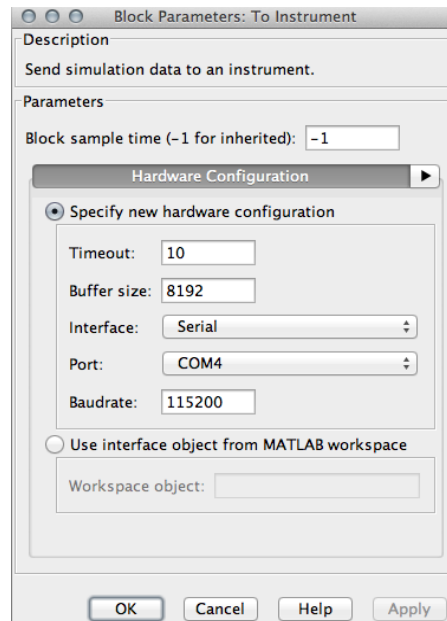 Block Parameters: To Instrument
Description
Send simulation data to an instrument.
Parameters
Block sample time (-1 for inherited): -1
Hardware Configuration
Specify new hardware configuration
Timeout: 10
Buffer size: 8192
Interface: Serial
Port: COM4
Baudrate: 115200
Use interface object from MATLAB workspace
Workspace object:
OK Cancel Help Apply